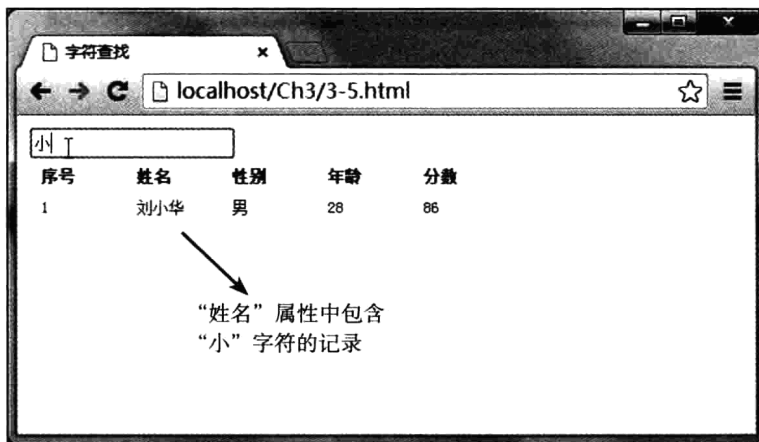 字符查找
localhost/Ch3/3-5.html
小
序号 姓名 性别 年龄 分数
1 刘小华 男 28 86
“姓名”属性中包含
“小”字符的记录